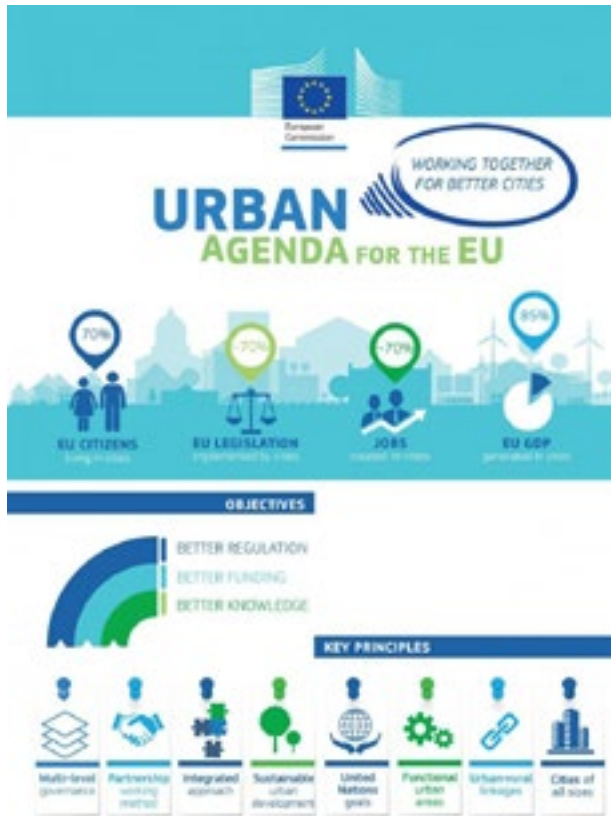 European
Commission
WORKING TOGETHER
FOR BETTER CITIES
URBAN
AGENDA FOR THE EU
70%
~70%
~70%
85%
EU CITIZENS
living in cities
EU LEGISLATION
implemented by cities
JOBS
created in cities
EU GDP
generated in cities
OBJECTIVES
BETTER REGULATION
BETTER FUNDING
BETTER KNOWLEDGE
KEY PRINCIPLES
Multi-level
governance
Partnership
working
method
Integrated
approach
Sustainable
urban
development
United
Nations
goals
Functional
urban
areas
Urban-rural
linkages
Cities of
all sizes